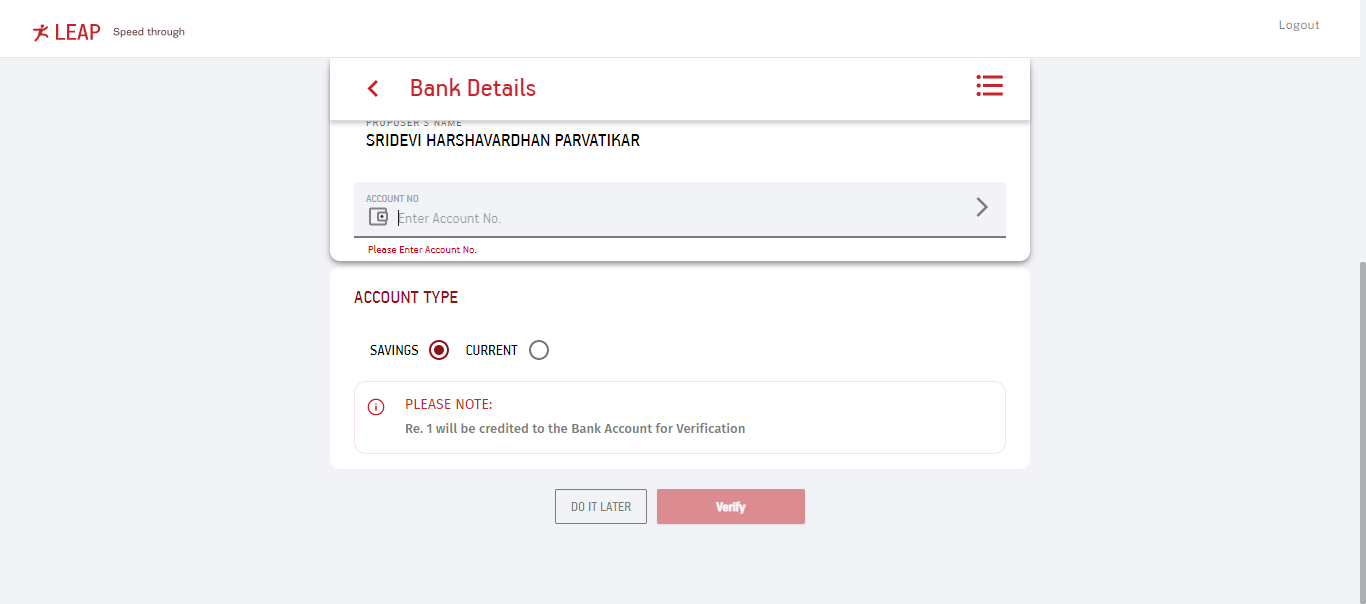 LEAP Speed through
Logout
Bank Details
PROPOSER'S NAME
SRIDEVI HARSHAVARDHAN PARVATIKAR
ACCOUNT NO
Enter Account No.
Please Enter Account No.
ACCOUNT TYPE
SAVINGS CURRENT
PLEASE NOTE:
Re. 1 will be credited to the Bank Account for Verification
DO IT LATER Verify